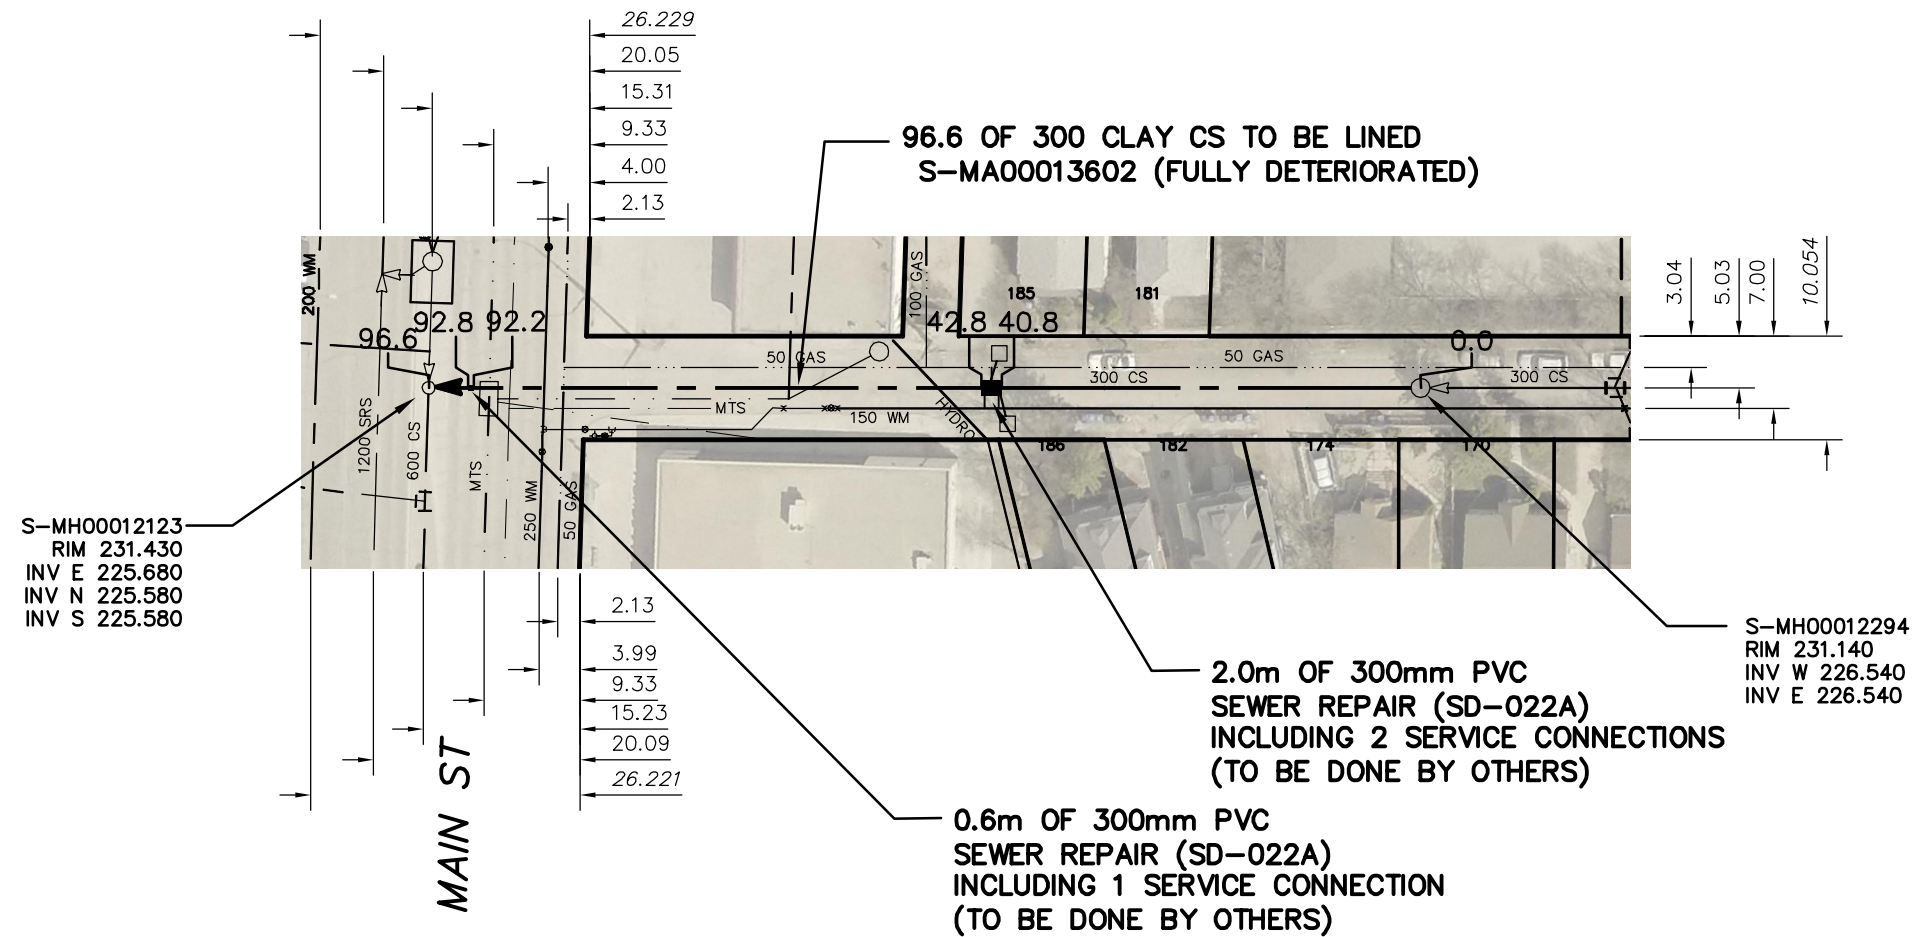 26.229
20.05
15.31
9.33
4.00
2.13
96.6 OF 300 CLAY CS TO BE LINED
S-MA00013602 (FULLY DETERIORATED)
3.04
5.03
7.00
10.054
200 WM
100 GAS
185
181
96.6
92.8
92.2
42.8
40.8
0.0
50 GAS
50 GAS
300 CS
300 CS
MTS
150 WM
HYDRO
1200 SRS
600 CS
MTS
250 WM
50 GAS
186
182
174
170
S-MH00012123
RIM 231.430
INV E 225.680
INV N 225.580
INV S 225.580
2.13
3.99
9.33
15.23
20.09
26.221
MAIN ST
S-MH00012294
RIM 231.140
INV W 226.540
INV E 226.540
2.0m OF 300mm PVC
SEWER REPAIR (SD-022A)
INCLUDING 2 SERVICE CONNECTIONS
(TO BE DONE BY OTHERS)
0.6m OF 300mm PVC
SEWER REPAIR (SD-022A)
INCLUDING 1 SERVICE CONNECTION
(TO BE DONE BY OTHERS)